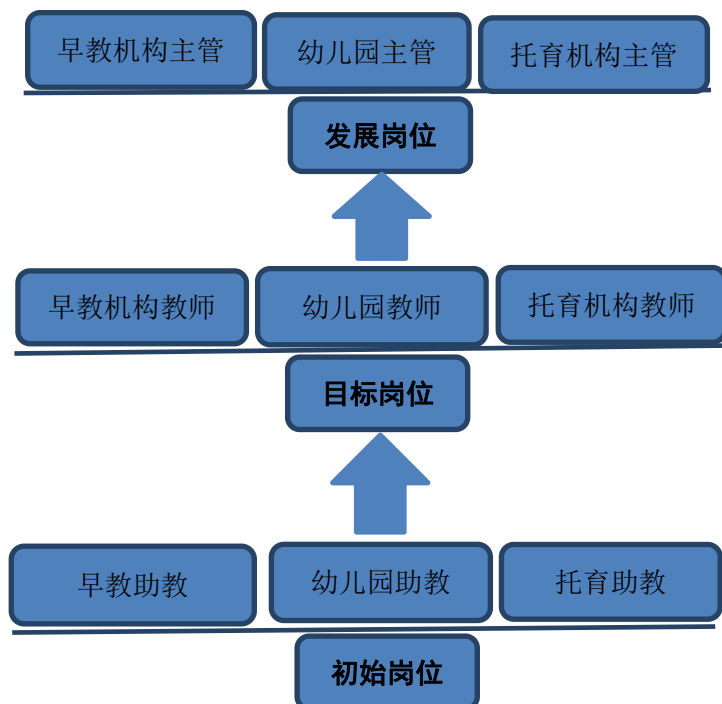 早教机构主管 幼儿园主管 托育机构主管
发展岗位
早教机构教师 幼儿园教师 托育机构教师
目标岗位
早教助教 幼儿园助教 托育助教
初始岗位